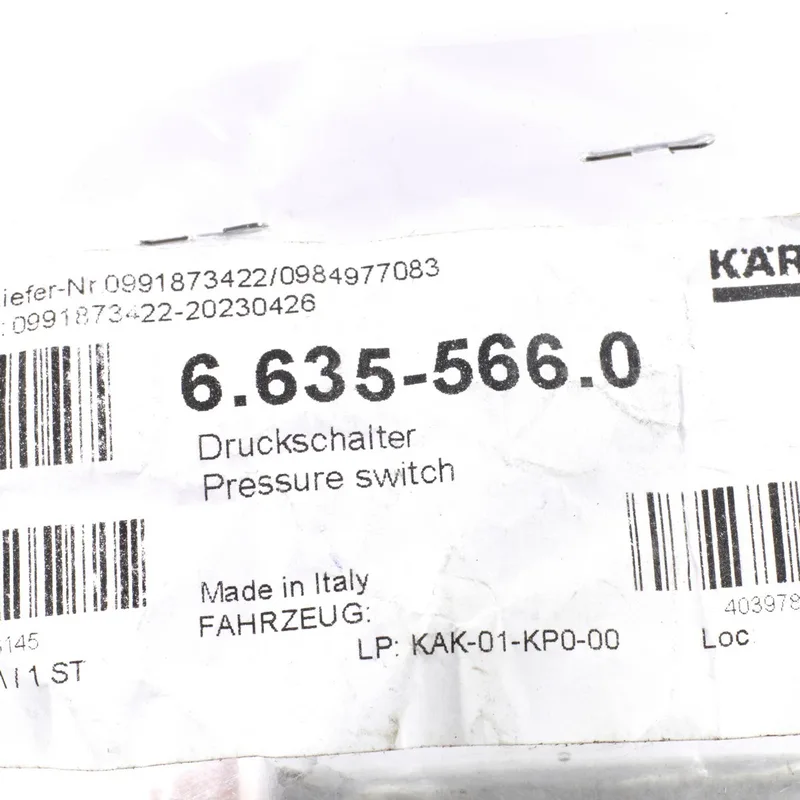 iefer-Nr 0991873422/0984977083
: 0991873422-20230426
KÄR
6.635-566.0
Druckschalter
Pressure switch
Made in Italy
FAHRZEUG:
LP: KAK-01-KP0-00
Loc
403978
145
1 ST